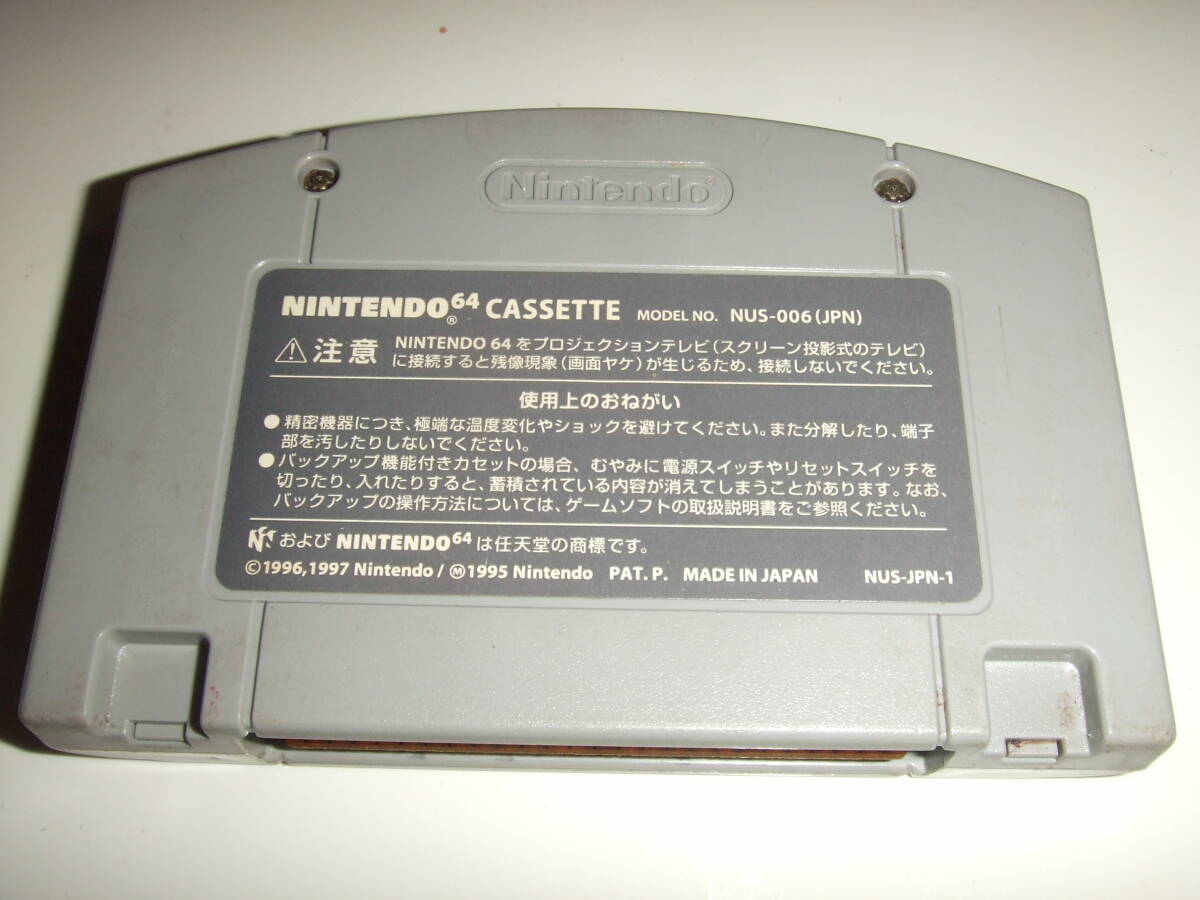 Nintendo®
NINTENDO®64 CASSETTE MODEL NO. NUS-006(JPN)
⚠注意 NINTENDO 64をプロジェクションテレビ(スクリーン投影式のテレビ)
に接続すると残像現象(画面ヤケ)が生じるため、接続しないでください。
使用上のおねがい
●精密機器につき、極端な温度変化やショックを避けてください。また分解したり、端子
部を汚したりしないでください。
●バックアップ機能付きカセットの場合、むやみに電源スイッチやリセットスイッチを
切ったり、入れたりすると、蓄積されている内容が消えてしまうことがあります。なお、
バックアップの操作方法については、ゲームソフトの取扱説明書をご参照ください。
および NINTENDO64 は任天堂の商標です。
©1996,1997 Nintendo / Ⓜ1995 Nintendo PAT. P. MADE IN JAPAN NUS-JPN-1